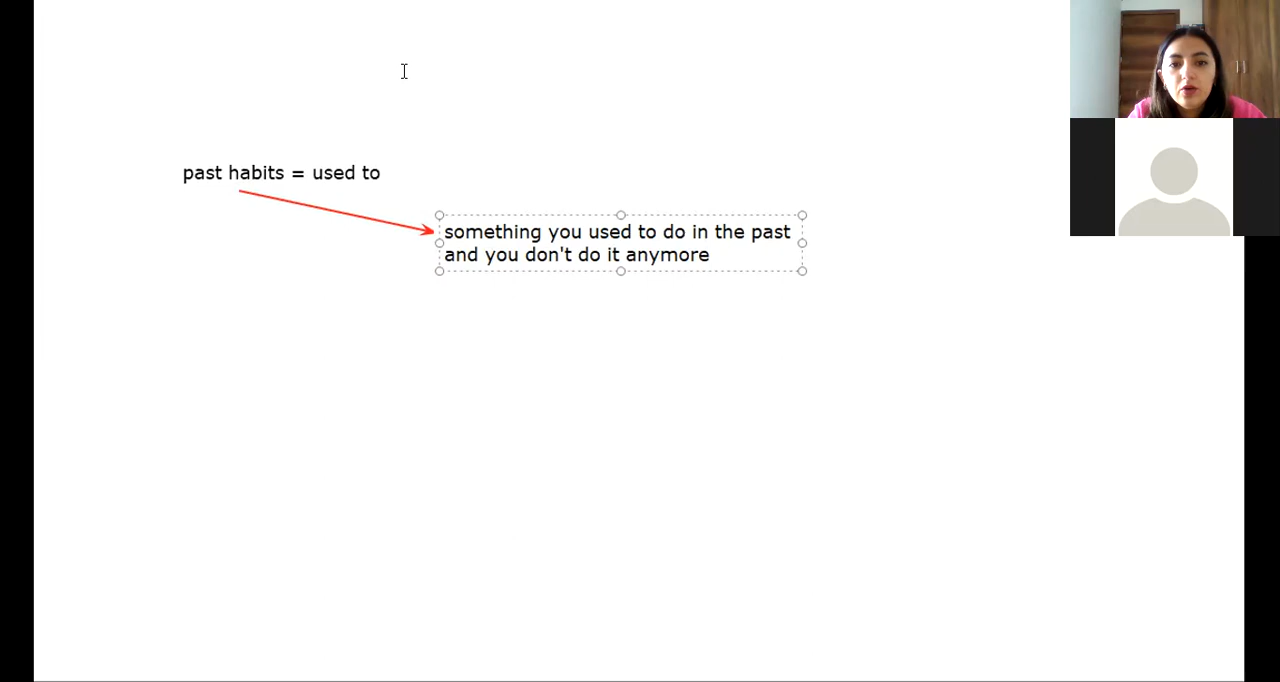 past habits = used to
something you used to do in the past
and you don't do it anymore